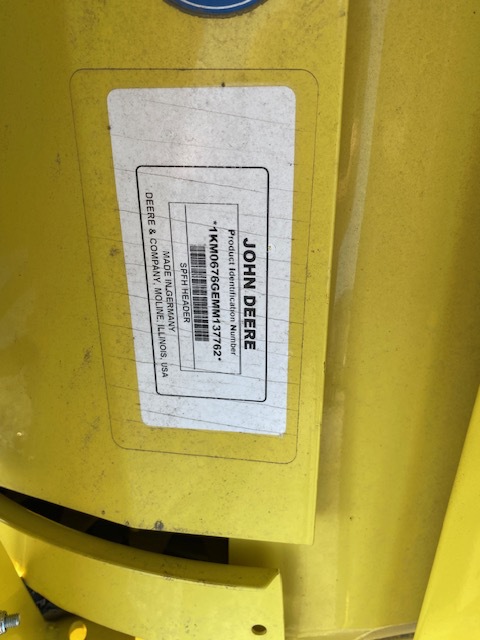 JOHN DEERE
Product Identification Number
*1KM0676GEMM137762*
SPFH HEADER
MADE IN GERMANY
DEERE & COMPANY, MOLINE, ILLINOIS, USA